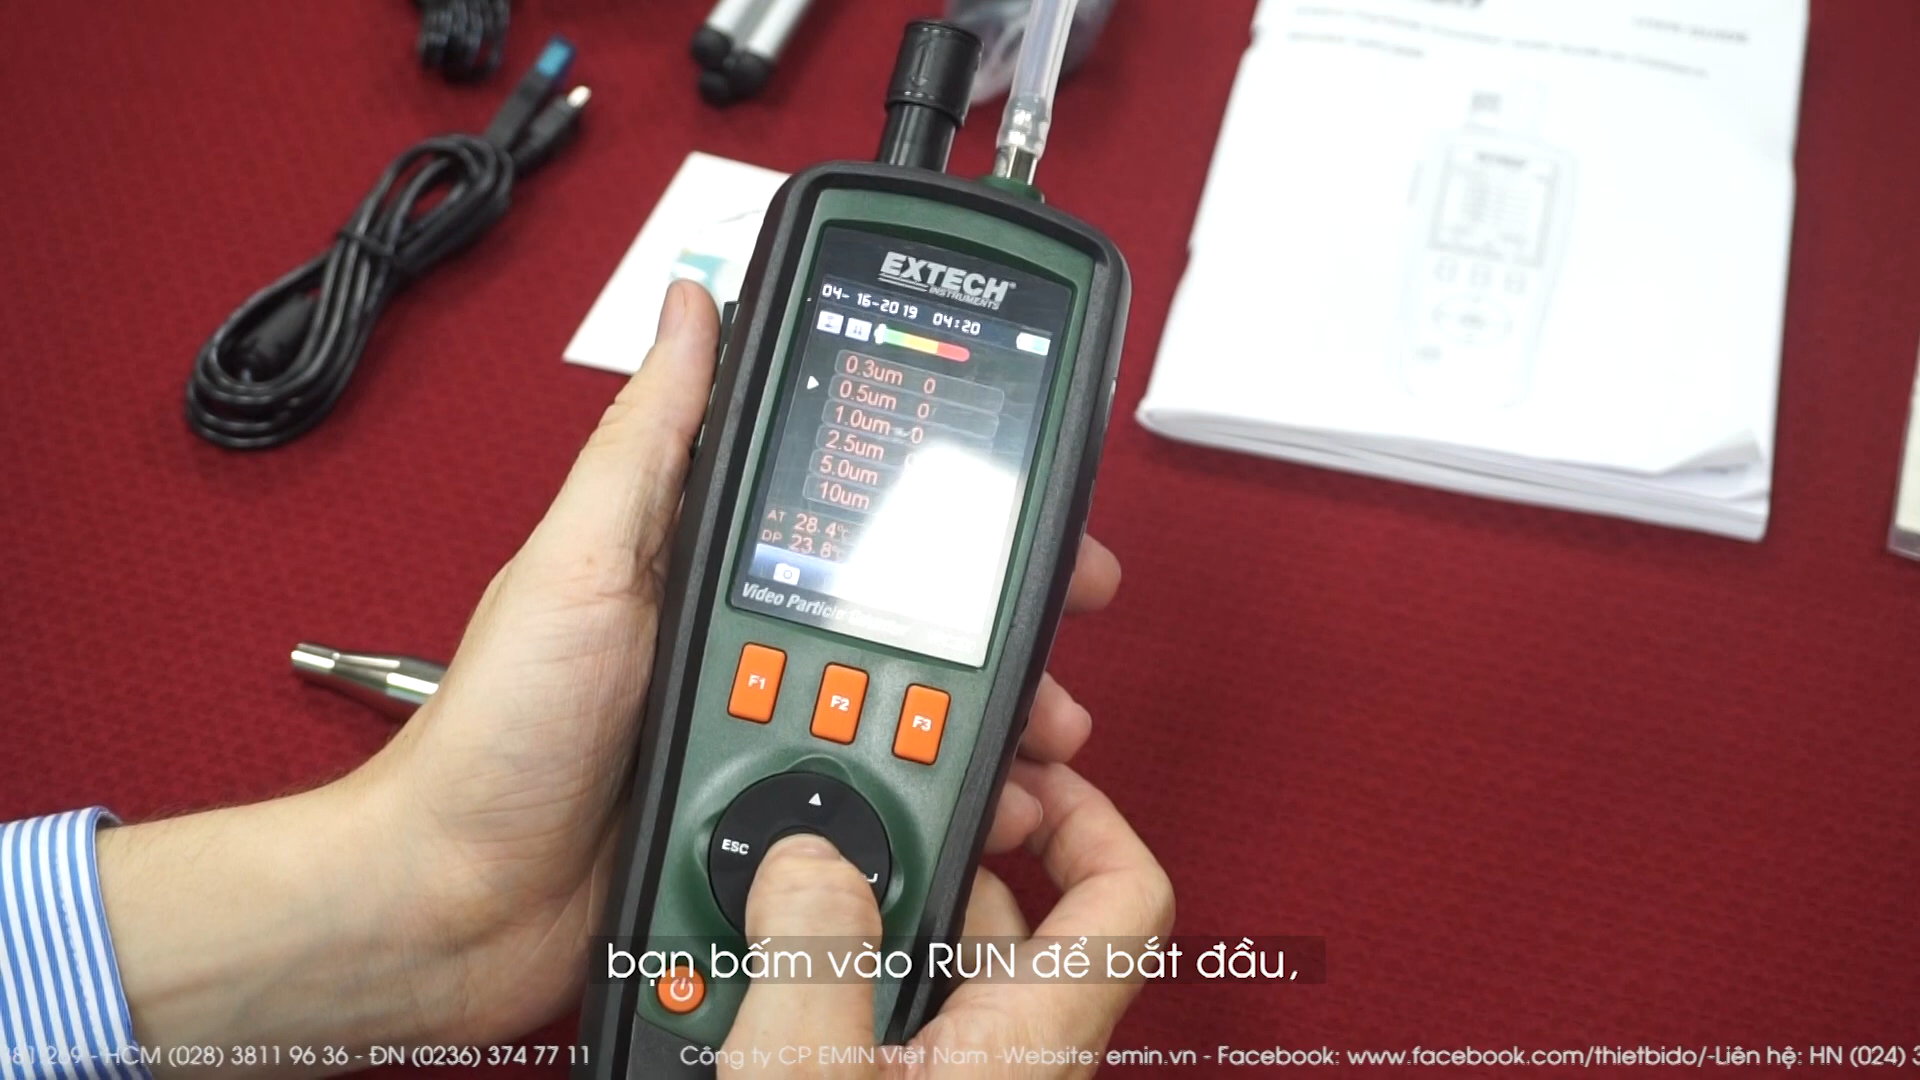 EXTECH
INSTRUMENTS
04-16-2019 04:20
0.3um 0
0.5um 0
1.0um 0
2.5um
5.0um
10um
AT 28.4℃
DP 23.8℃
Video Particle
F1
F2
F3
ESC
bạn bấm vào RUN để bắt đầu,
HCM (028) 3811 96 36 - ĐN (0236) 374 77 11 Công ty CP EMIN Việt Nam -Website: emin.vn - Facebook: www.facebook.com/thietbido/-Liên hệ: HN (024)